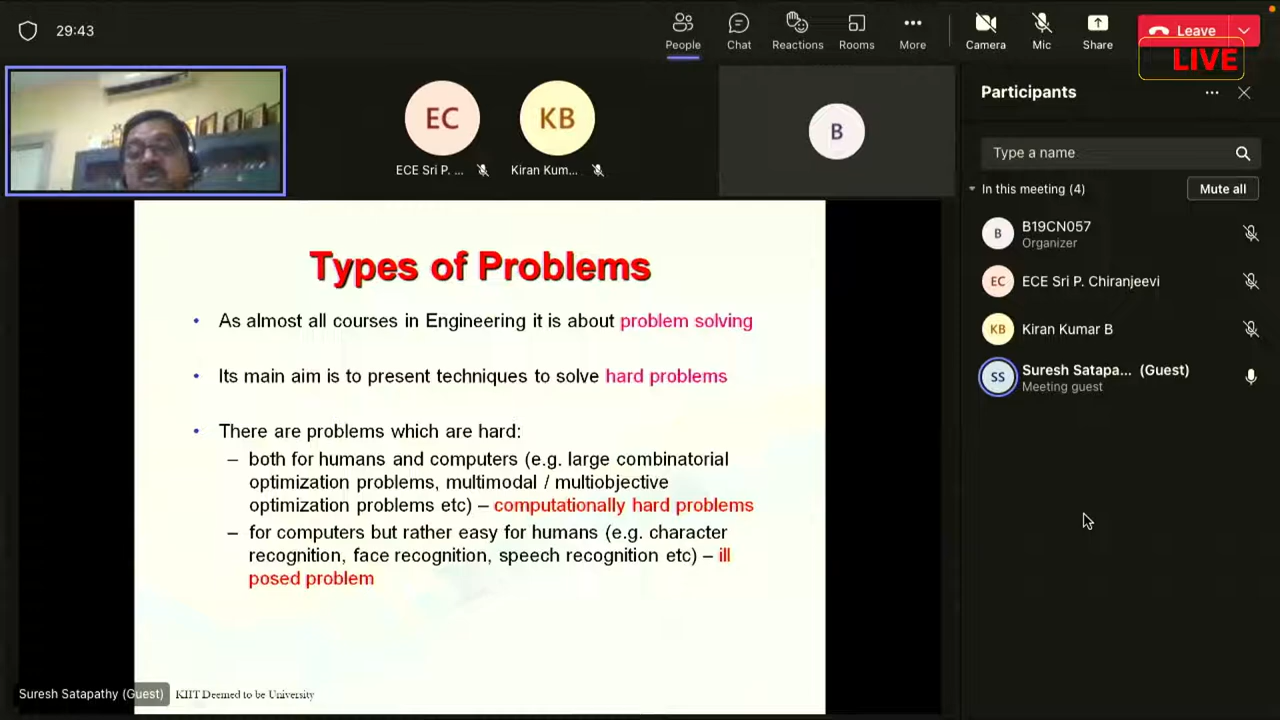 29:43
People
Chat
Reactions
Rooms
More
Camera
Mic
Share
Leave
LIVE
EC
ECE Sri P. ...
KB
Kiran Kum...
B
Participants
Type a name
In this meeting (4)
Mute all
B
B19CN057
Organizer
EC
ECE Sri P. Chiranjeevi
KB
Kiran Kumar B
SS
Suresh Satapa... (Guest)
Meeting guest
Types of Problems
• As almost all courses in Engineering it is about problem solving
• Its main aim is to present techniques to solve hard problems
• There are problems which are hard:
– both for humans and computers (e.g. large combinatorial
optimization problems, multimodal / multiobjective
optimization problems etc) – computationally hard problems
– for computers but rather easy for humans (e.g. character
recognition, face recognition, speech recognition etc) – ill
posed problem
Suresh Satapathy (Guest)
KIIT Deemed to be University